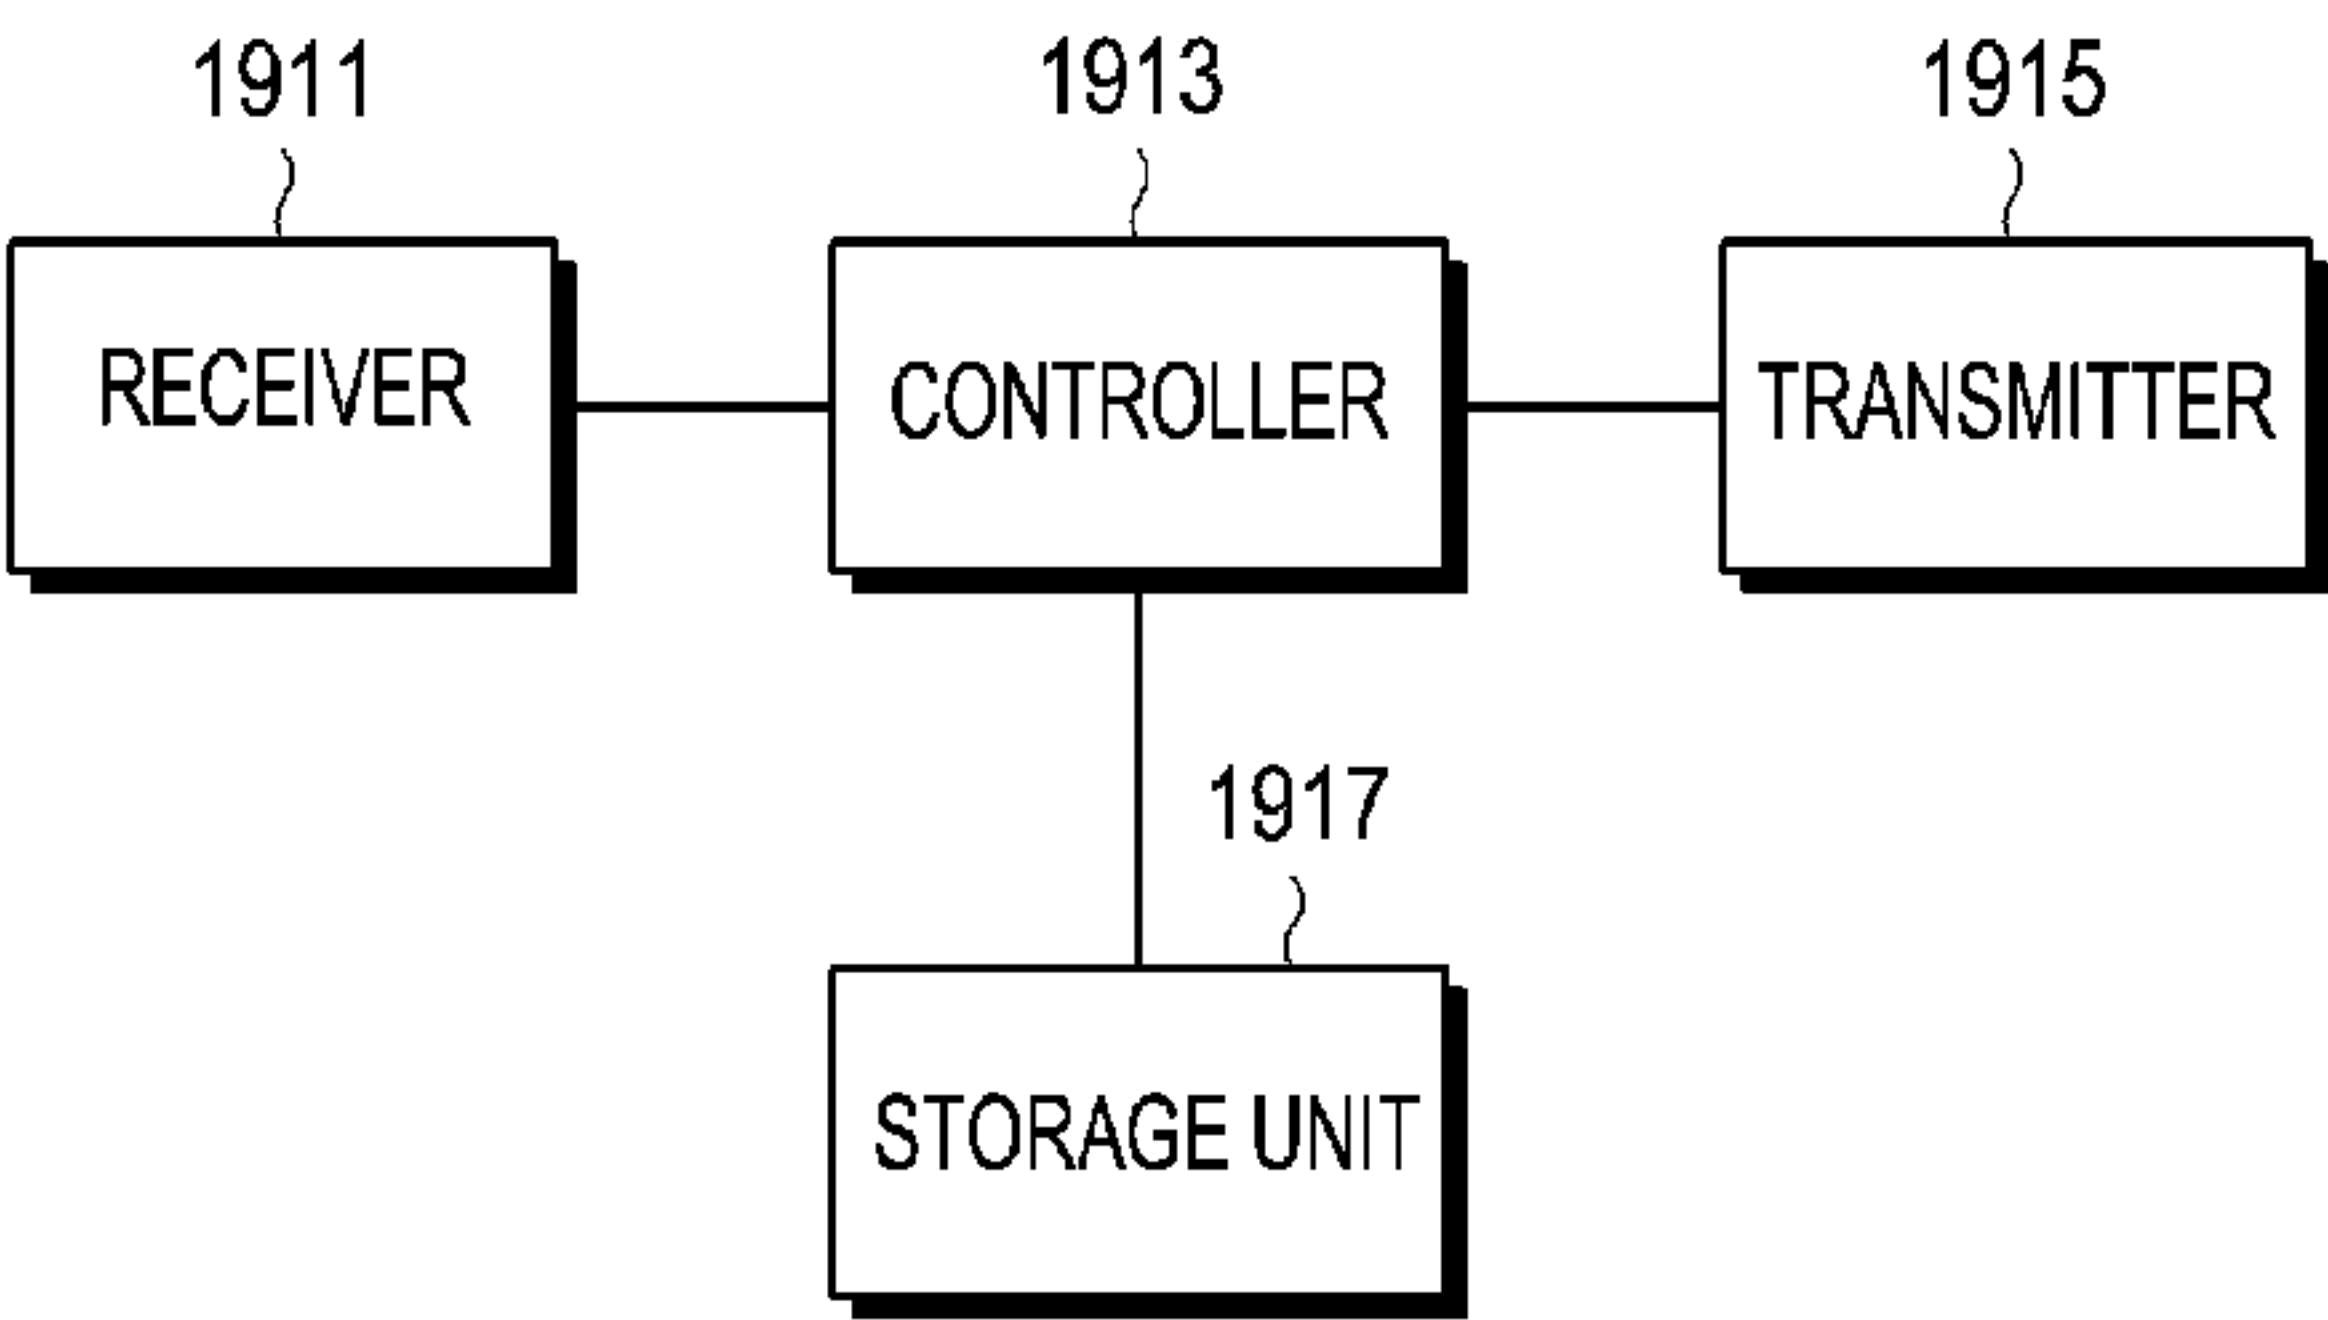 1911
1913
1915
RECEIVER
CONTROLLER
TRANSMITTER
1917
STORAGE UNIT